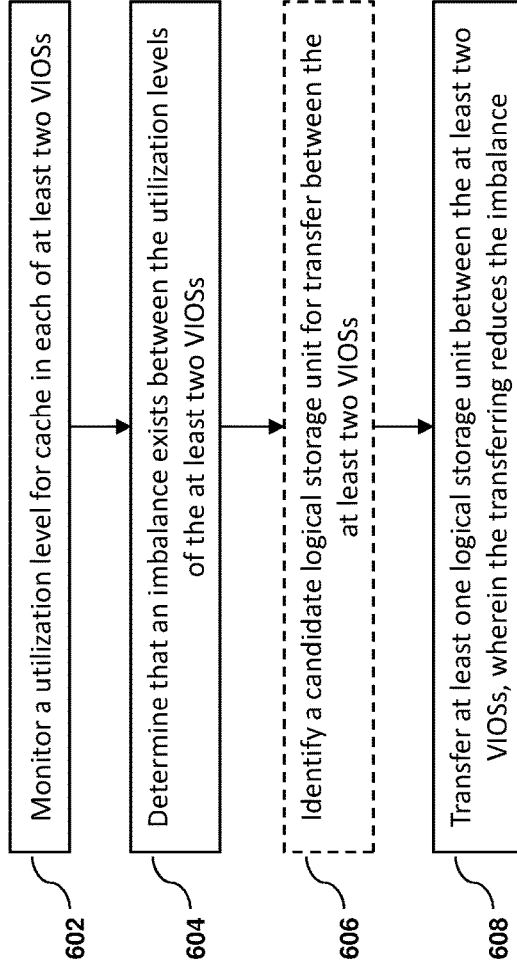 602
Monitor a utilization level for cache in each of at least two VIOSs
604
Determine that an imbalance exists between the utilization levels
of the at least two VIOSs
606
Identify a candidate logical storage unit for transfer between the
at least two VIOSs
608
Transfer at least one logical storage unit between the at least two
VIOSs, wherein the transferring reduces the imbalance